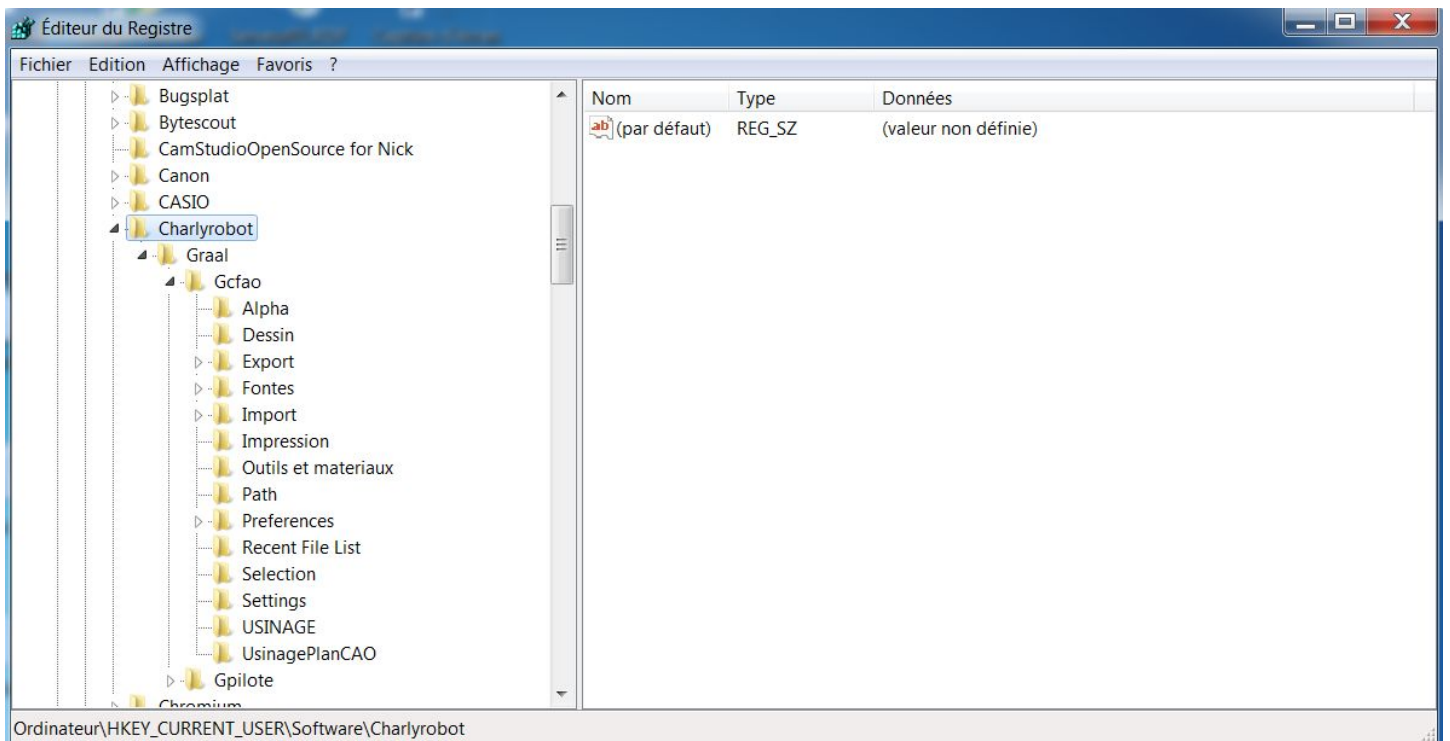 Éditeur du Registre
Fichier Edition Affichage Favoris ?
Bugsplat
Bytescout
CamStudioOpenSource for Nick
Canon
CASIO
Charlyrobot
Graal
Gcfao
Alpha
Dessin
Export
Fontes
Import
Impression
Outils et materiaux
Path
Preferences
Recent File List
Selection
Settings
USINAGE
UsinagePlanCAO
Gpilote
Chromium
Nom Type Données
(par défaut) REG_SZ (valeur non définie)
Ordinateur\HKEY_CURRENT_USER\Software\Charlyrobot